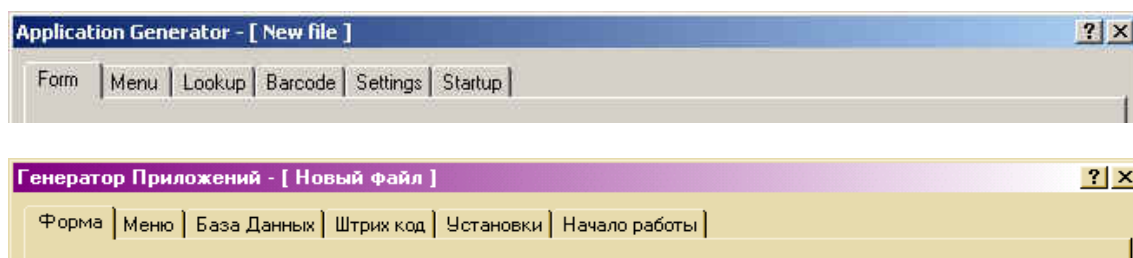 Application Generator - [ New file ]
Form Menu Lookup Barcode Settings Startup
Генератор Приложений - [ Новый файл ]
Форма Меню База Данных Штрих код Установки Начало работы